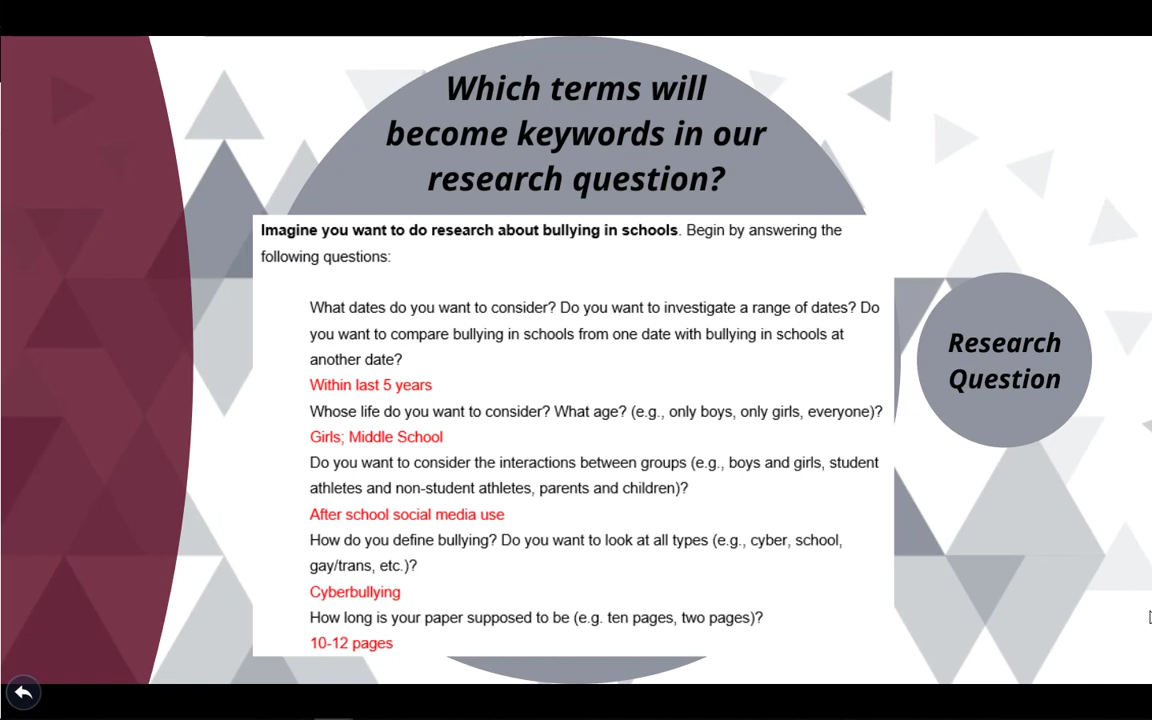 Which terms will
become keywords in our
research question?
Imagine you want to do research about bullying in schools. Begin by answering the
following questions:
What dates do you want to consider? Do you want to investigate a range of dates? Do
you want to compare bullying in schools from one date with bullying in schools at
another date?
Within last 5 years
Whose life do you want to consider? What age? (e.g., only boys, only girls, everyone)?
Girls; Middle School
Do you want to consider the interactions between groups (e.g., boys and girls, student
athletes and non-student athletes, parents and children)?
After school social media use
How do you define bullying? Do you want to look at all types (e.g., cyber, school,
gay/trans, etc.)?
Cyberbullying
How long is your paper supposed to be (e.g. ten pages, two pages)?
10-12 pages
Research
Question